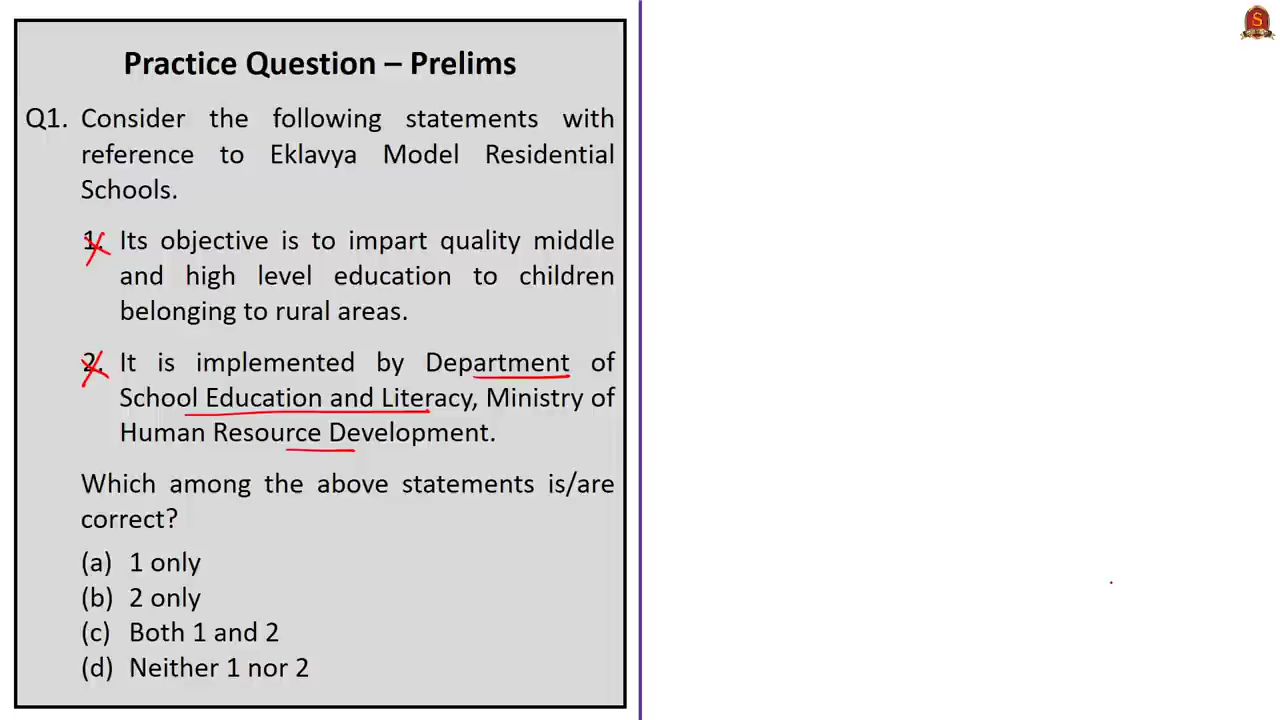 Practice Question – Prelims
Q1. Consider the following statements with
reference to Eklavya Model Residential
Schools.
1. Its objective is to impart quality middle
and high level education to children
belonging to rural areas.
2. It is implemented by Department of
School Education and Literacy, Ministry of
Human Resource Development.
Which among the above statements is/are
correct?
(a) 1 only
(b) 2 only
(c) Both 1 and 2
(d) Neither 1 nor 2
S